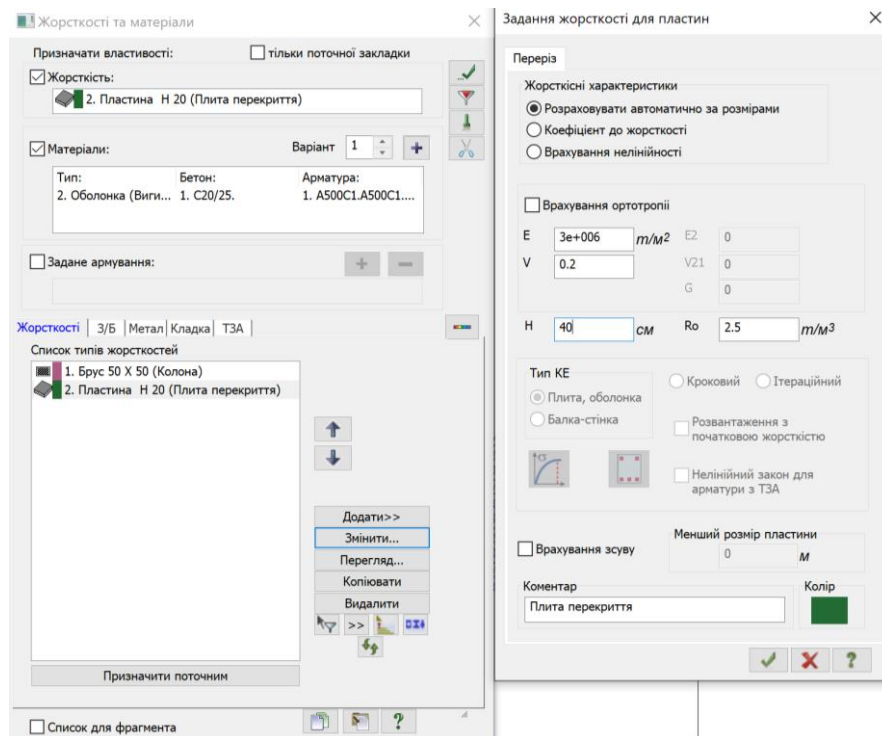 Жорсткості та матеріали
Призначати властивості:
тільки поточної закладки
Жорсткість:
2. Пластина H 20 (Плита перекриття)
Матеріали:
Варіант 1
Тип: Бетон: Арматура:
2. Оболонка (Виги... 1. C20/25. 1. A500C1.A500C1....
Задане армування:
Жорсткості З/Б Метал Кладка ТЗА
Список типів жорсткостей
1. Брус 50 X 50 (Колона)
2. Пластина H 20 (Плита перекриття)
Додати>>
Змінити...
Перегляд...
Копіювати
Видалити
>>
Призначити поточним
Список для фрагмента
Задання жорсткості для пластин
Переріз
Жорсткісні характеристики
Розраховувати автоматично за розмірами
Коефіцієнт до жорсткості
Врахування нелінійності
Врахування ортотропії
E 3e+006 т/м2 E2 0
V 0.2 V21 0
G 0
H 40 см Ro 2.5 т/м3
Тип КЕ
Плита, оболонка
Балка-стінка
Кроковий Ітераційний
Розвантаження з
початковою жорсткістю
Нелінійний закон для
арматури з ТЗА
Врахування зсуву
Менший розмір пластини
0 м
Коментар
Плита перекриття
Колір